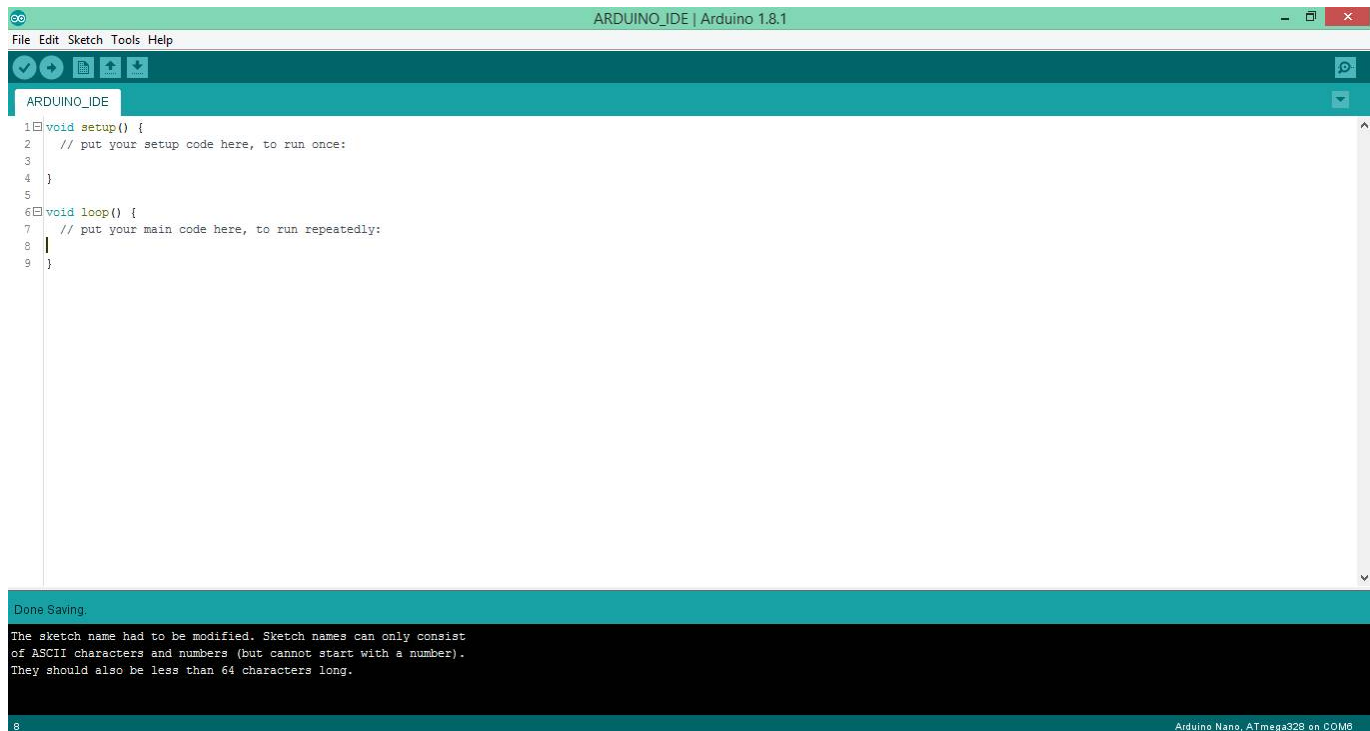 ARDUINO_IDE | Arduino 1.8.1
File Edit Sketch Tools Help
ARDUINO_IDE
1 void setup() {
2 // put your setup code here, to run once:
3
4 }
5
6 void loop() {
7 // put your main code here, to run repeatedly:
8
9 }
Done Saving.
The sketch name had to be modified. Sketch names can only consist
of ASCII characters and numbers (but cannot start with a number).
They should also be less than 64 characters long.
8 Arduino Nano, ATmega328 on COM6